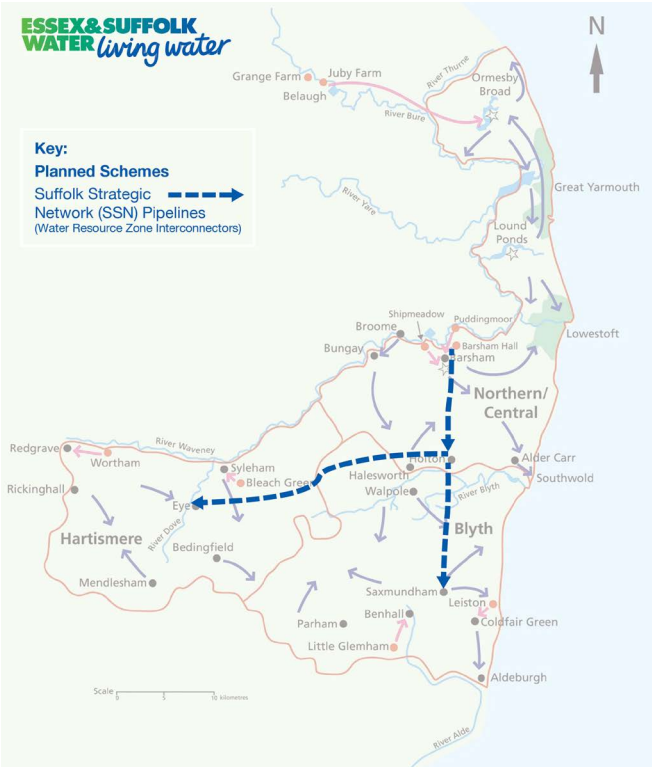 ESSEX&SUFFOLK
WATER living water
N
Key:
Planned Schemes
Suffolk Strategic
Network (SSN) Pipelines
(Water Resource Zone Interconnectors)
Grange Farm
Juby Farm
Belaugh
River Thurne
Ormesby
Broad
River Bure
River Yare
Great Yarmouth
Lound
Ponds
Lowestoft
Shipmeadow
Puddingmoor
Broome
Bungay
Barsham Hall
Barsham
Northern/
Central
River Waveney
Redgrave
Wortham
Rickinghall
Syleham
Bleach Green
Eye
Holton
Halesworth
Walpole
River Blyth
Alder Carr
Southwold
Hartismere
River Dove
Bedingfield
Blyth
Mendlesham
Saxmundham
Leiston
Benhall
Coldfair Green
Parham
Little Glemham
Aldeburgh
Scale
0 5 10 kilometres
River Alde